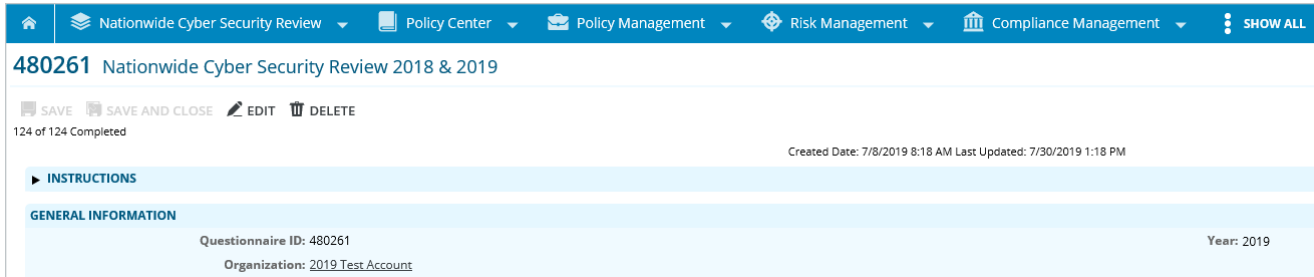 Nationwide Cyber Security Review Policy Center Policy Management Risk Management Compliance Management SHOW ALL
480261 Nationwide Cyber Security Review 2018 & 2019
SAVE SAVE AND CLOSE EDIT DELETE
124 of 124 Completed
Created Date: 7/8/2019 8:18 AM Last Updated: 7/30/2019 1:18 PM
INSTRUCTIONS
GENERAL INFORMATION
Questionnaire ID: 480261 Year: 2019
Organization: 2019 Test Account